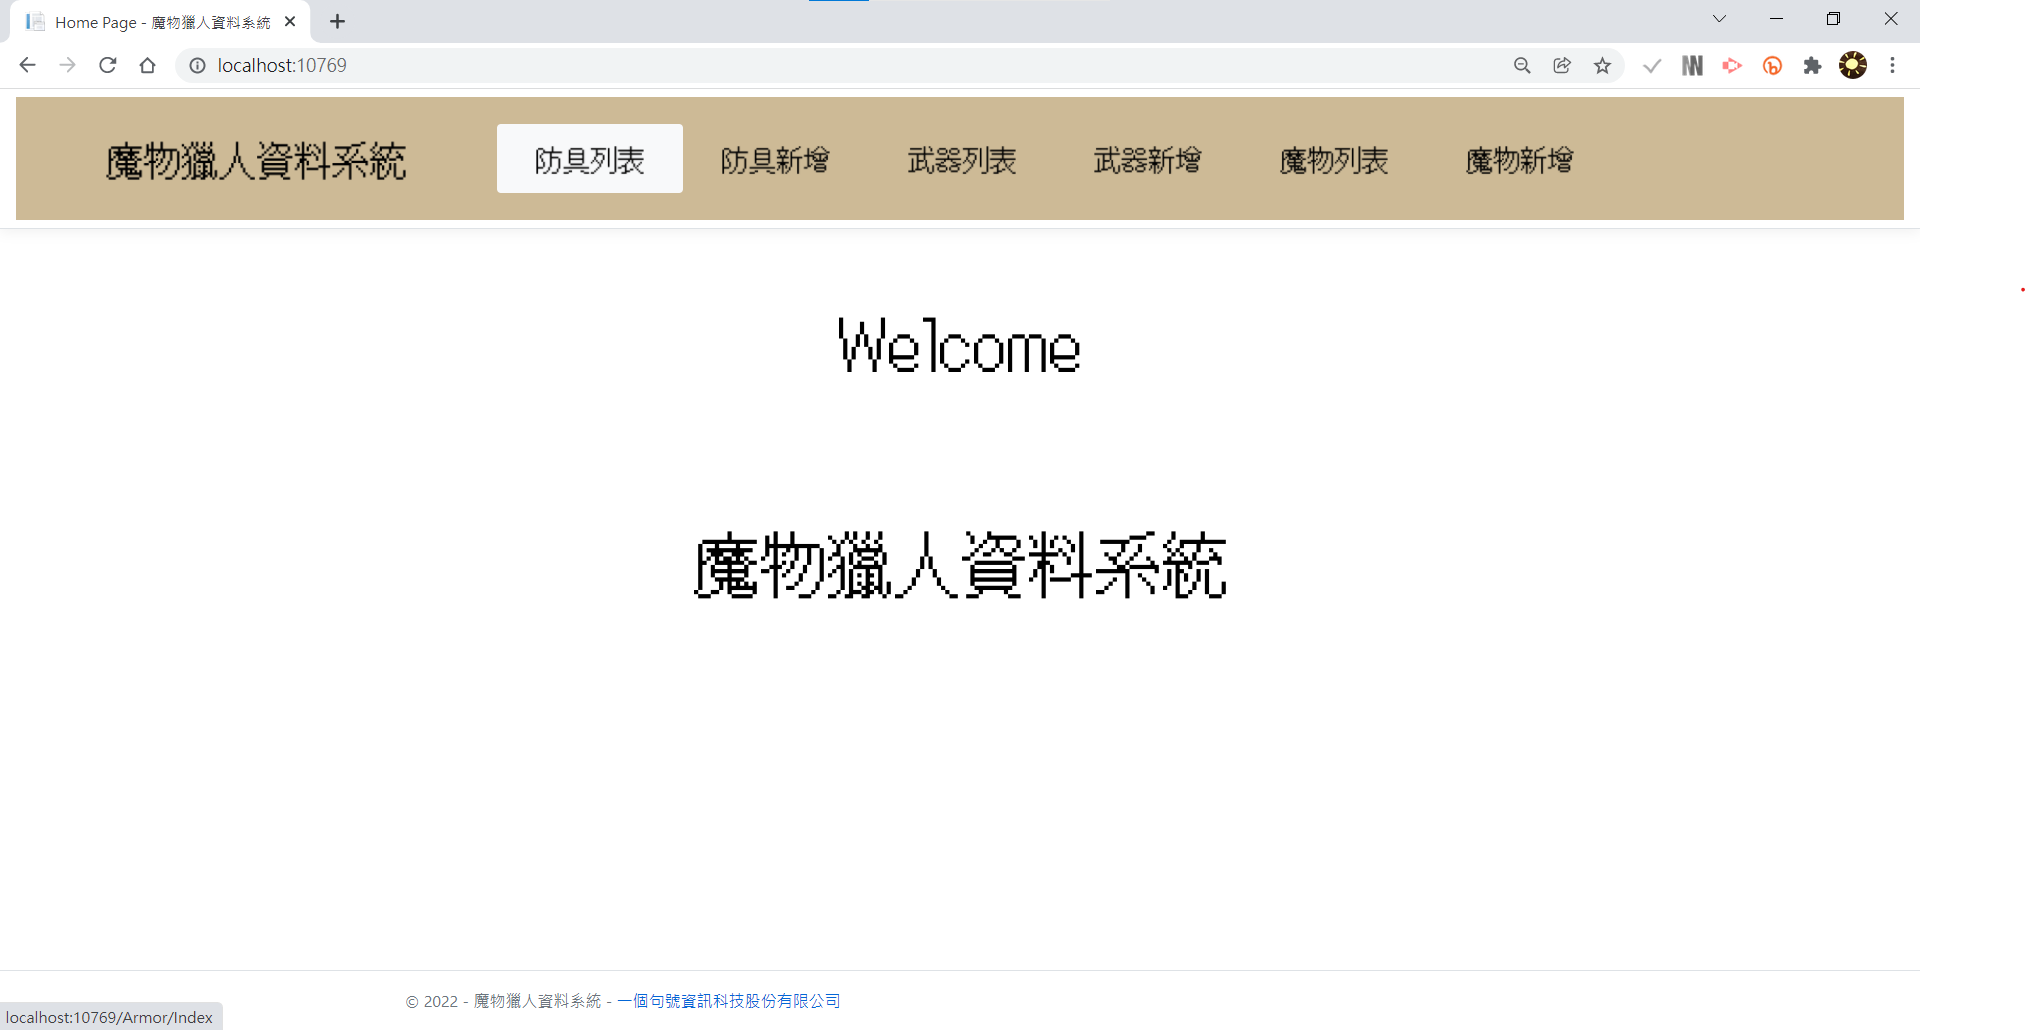 Home Page - 魔物獵人資料系統
localhost:10769
魔物獵人資料系統 防具列表 防具新增 武器列表 武器新增 魔物列表 魔物新增
Welcome
魔物獵人資料系統
© 2022 - 魔物獵人資料系統 - 一個句號資訊科技股份有限公司
localhost:10769/Armor/Index